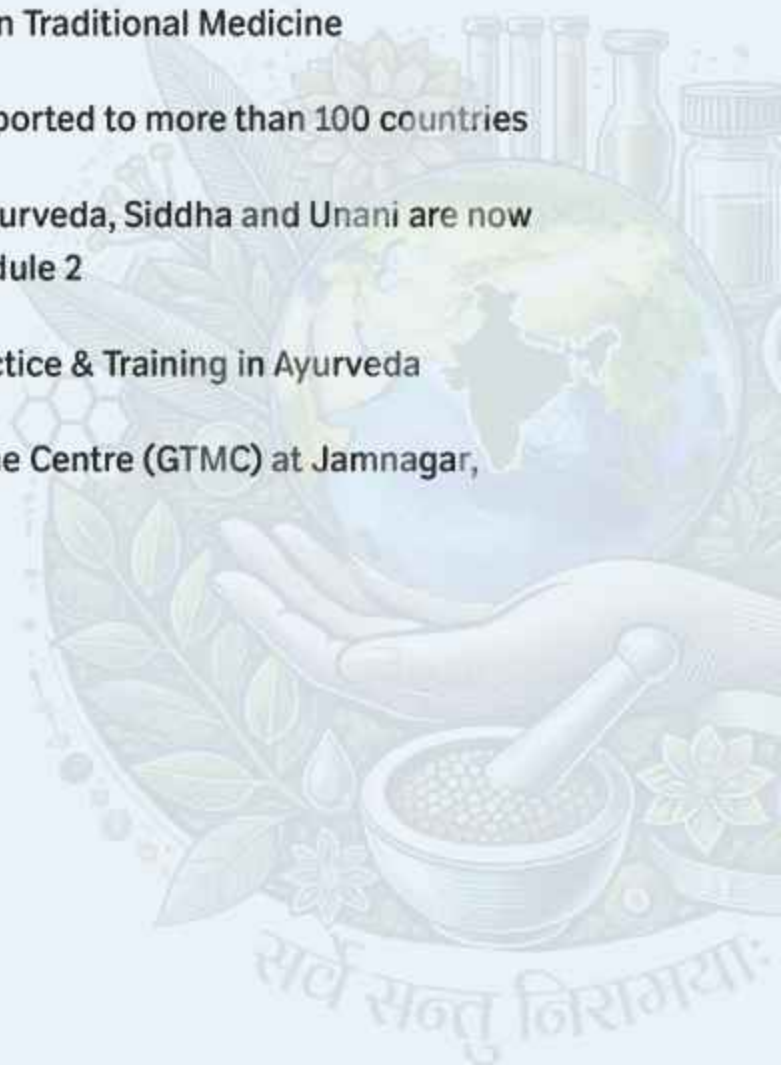 n Traditional Medicine
ported to more than 100 countries
urveda, Siddha and Unani are now
dule 2
ctice & Training in Ayurveda
e Centre (GTMC) at Jamnagar,
सर्वे सन्तु निरामयाः